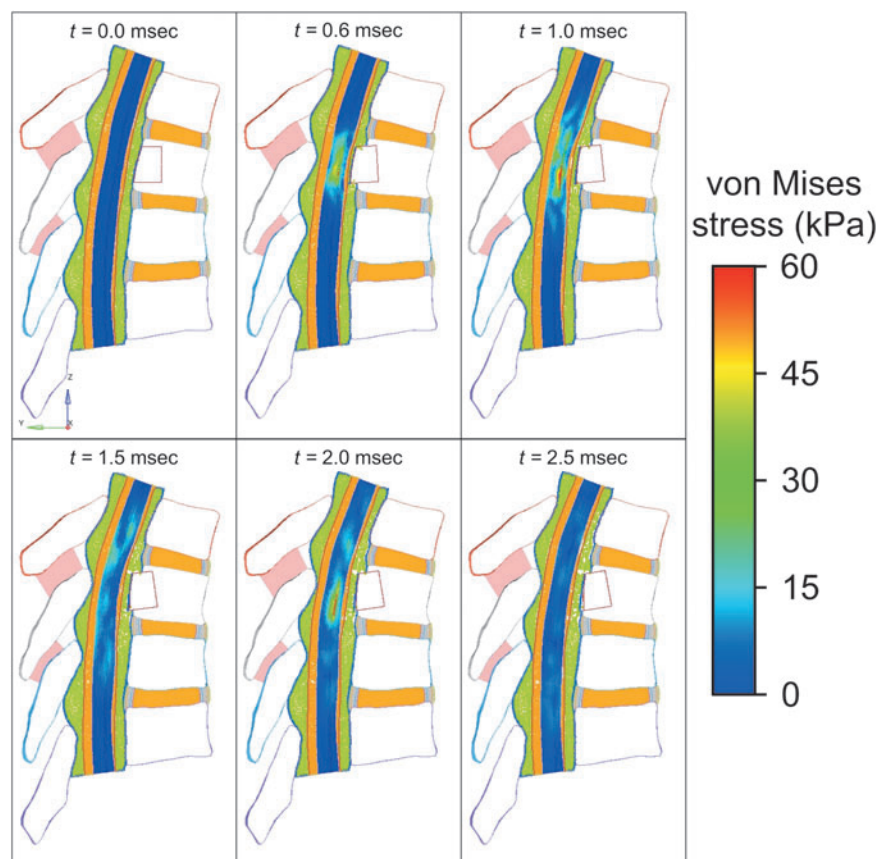 t = 0.0 msec
t = 0.6 msec
t = 1.0 msec
Z
Y
X
t = 1.5 msec
t = 2.0 msec
t = 2.5 msec
von Mises
stress (kPa)
60
45
30
15
0